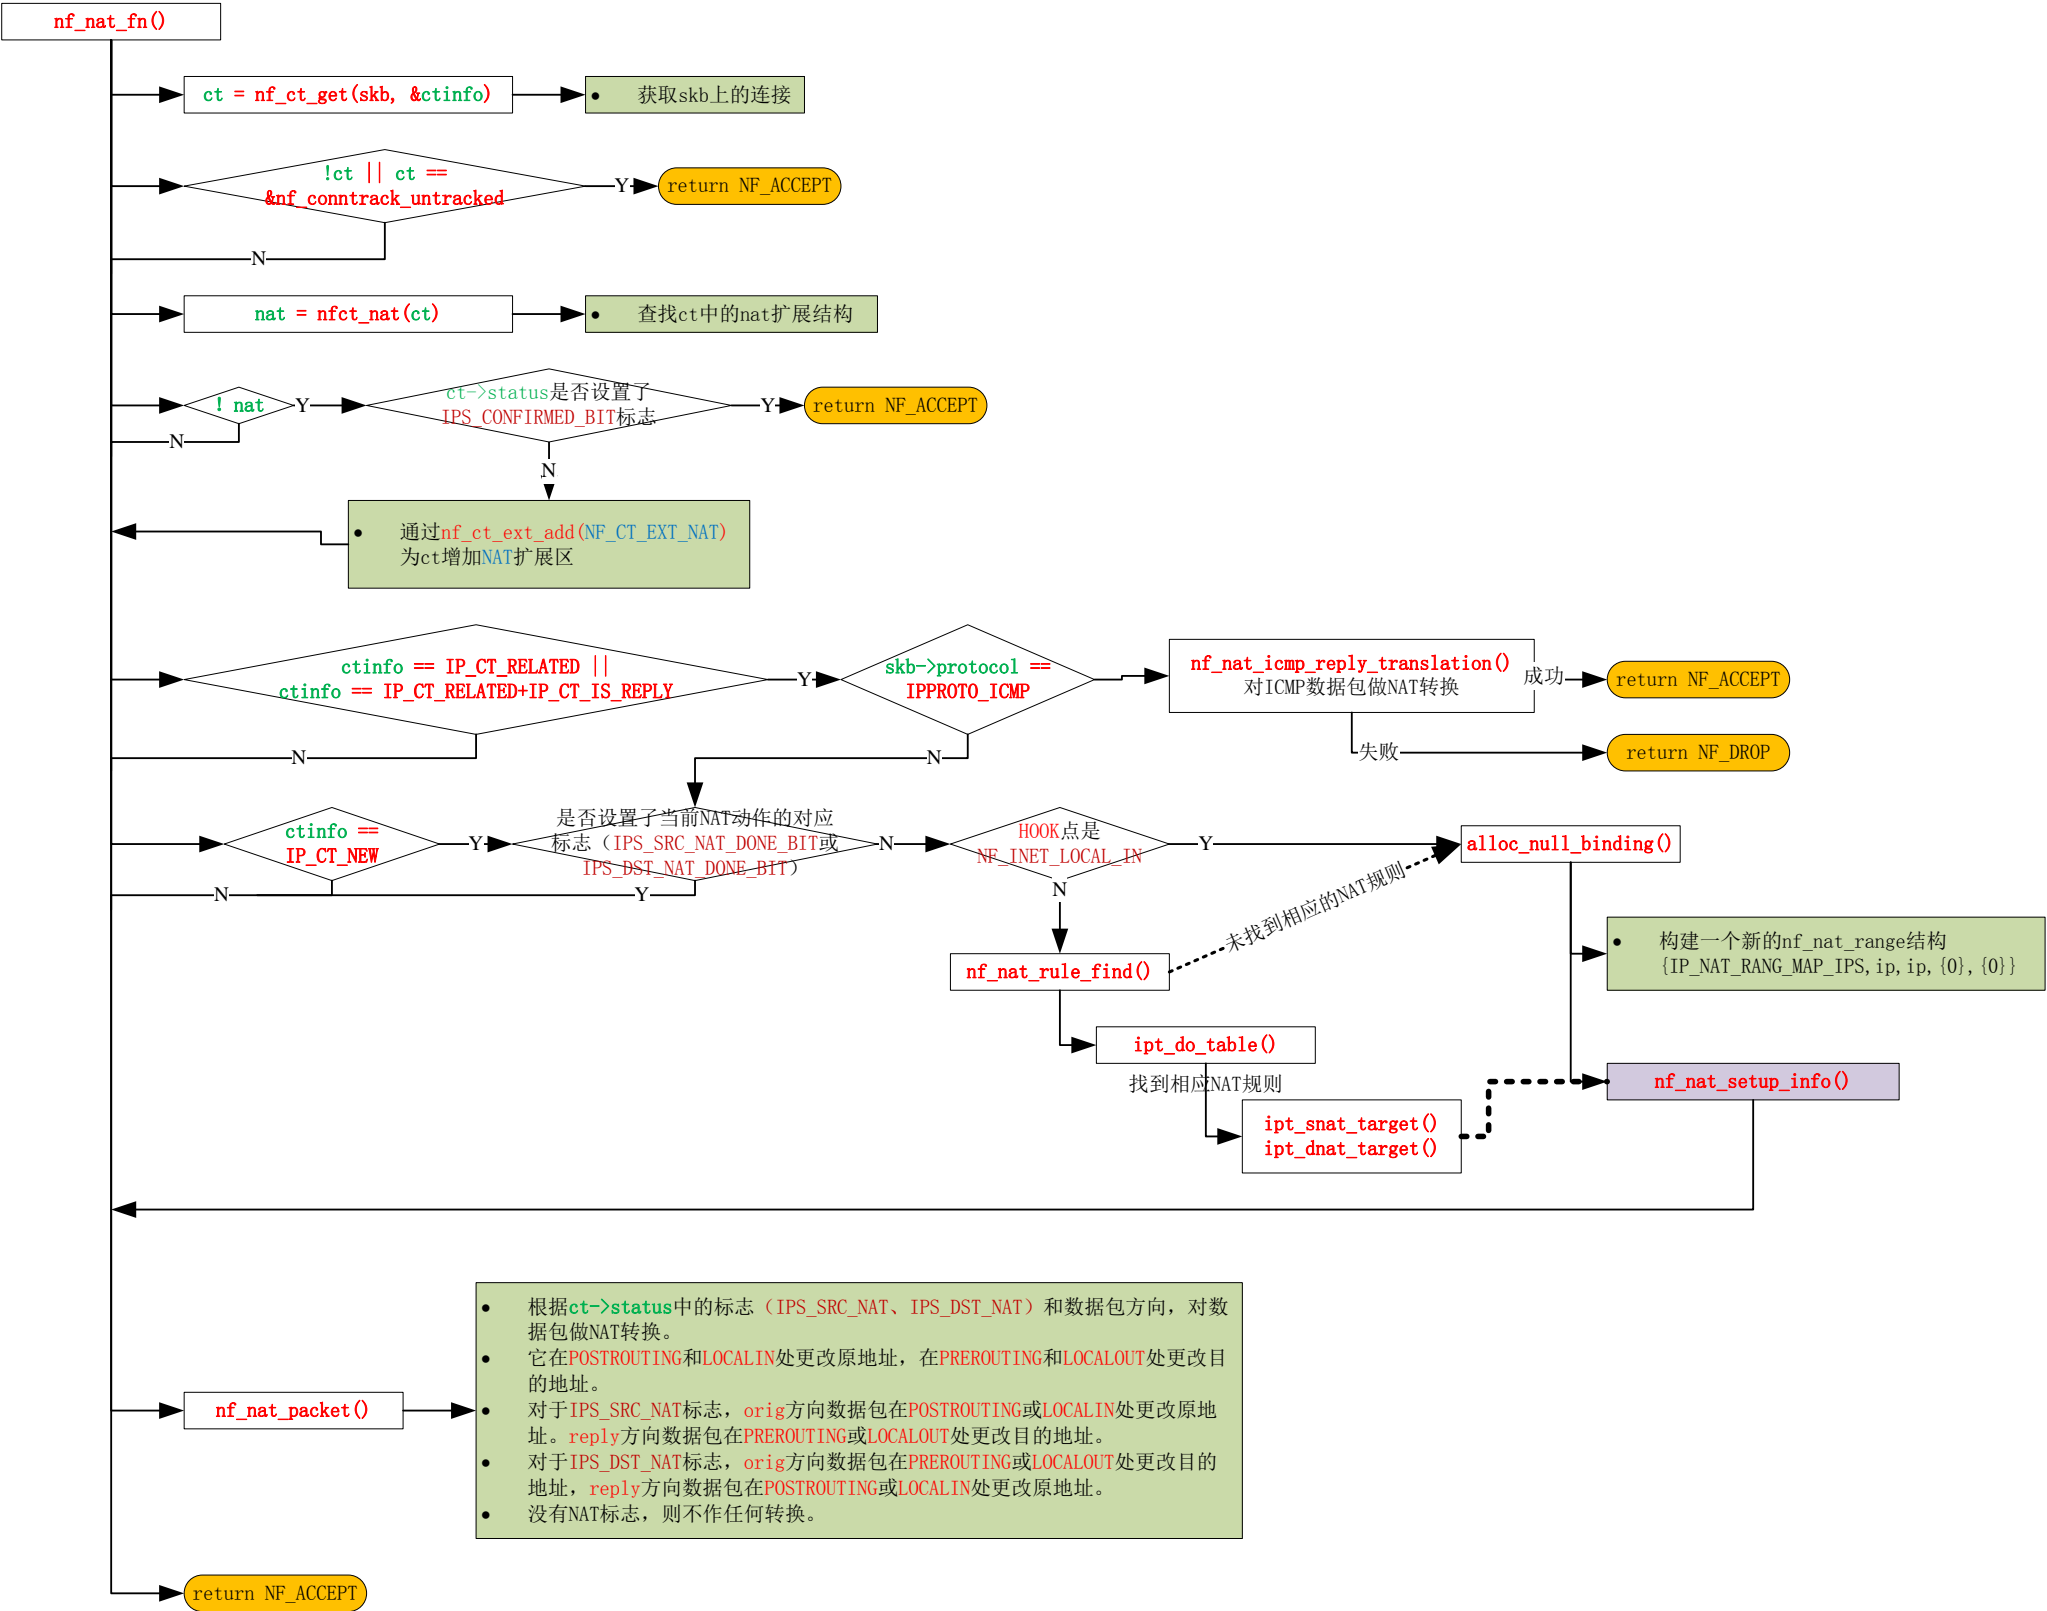 nf_nat_fn()
ct = nf_ct_get(skb, &ctinfo)
● 获取skb上的连接
!ct || ct ==
&nf_conntrack_untracked
Y
return NF_ACCEPT
N
nat = nfct_nat(ct)
● 查找ct中的nat扩展结构
! nat
Y
ct->status是否设置了
IPS_CONFIRMED_BIT标志
Y
return NF_ACCEPT
N
N
● 通过nf_ct_ext_add(NF_CT_EXT_NAT)
为ct增加NAT扩展区
ctinfo == IP_CT_RELATED ||
ctinfo == IP_CT_RELATED+IP_CT_IS_REPLY
Y
skb->protocol ==
IPPROTO_ICMP
nf_nat_icmp_reply_translation()
对ICMP数据包做NAT转换
成功
return NF_ACCEPT
N
N
失败
return NF_DROP
ctinfo ==
IP_CT_NEW
Y
是否设置了当前NAT动作的对应
标志（IPS_SRC_NAT_DONE_BIT或
IPS_DST_NAT_DONE_BIT）
N
HOOK点是
NF_INET_LOCAL_IN
Y
alloc_null_binding()
N
Y
N
未找到相应的NAT规则
● 构建一个新的nf_nat_range结构
{IP_NAT_RANG_MAP_IPS,ip,ip,{0},{0}}
nf_nat_rule_find()
ipt_do_table()
找到相应NAT规则
nf_nat_setup_info()
ipt_snat_target()
ipt_dnat_target()
● 根据ct->status中的标志（IPS_SRC_NAT、IPS_DST_NAT）和数据包方向，对数
据包做NAT转换。
● 它在POSTROUTING和LOCALIN处更改原地址，在PREROUTING和LOCALOUT处更改目
的地址。
● 对于IPS_SRC_NAT标志，orig方向数据包在POSTROUTING或LOCALIN处更改原地
址。reply方向数据包在PREROUTING或LOCALOUT处更改目的地址。
● 对于IPS_DST_NAT标志，orig方向数据包在PREROUTING或LOCALOUT处更改目的
地址，reply方向数据包在POSTROUTING或LOCALIN处更改原地址。
● 没有NAT标志，则不作任何转换。
nf_nat_packet()
return NF_ACCEPT